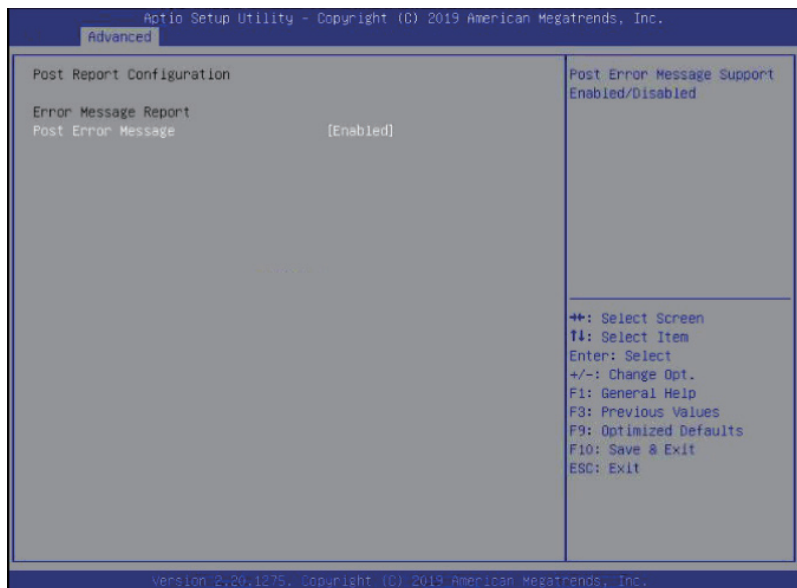 Aptio Setup Utility - Copyright (C) 2019 American Megatrends, Inc.
Advanced
Post Report Configuration
Error Message Report
Post Error Message [Enabled]
Post Error Message Support
Enabled/Disabled
→←: Select Screen
↑↓: Select Item
Enter: Select
+/-: Change Opt.
F1: General Help
F3: Previous Values
F9: Optimized Defaults
F10: Save & Exit
ESC: Exit
Version 2.20.1275. Copyright (C) 2019 American Megatrends, Inc.